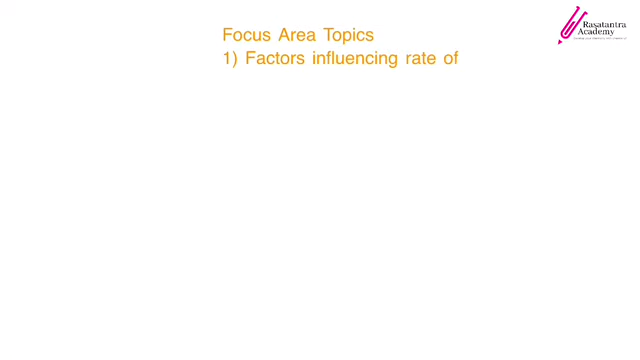 Focus Area Topics
1) Factors influencing rate of
Rasatantra
Academy